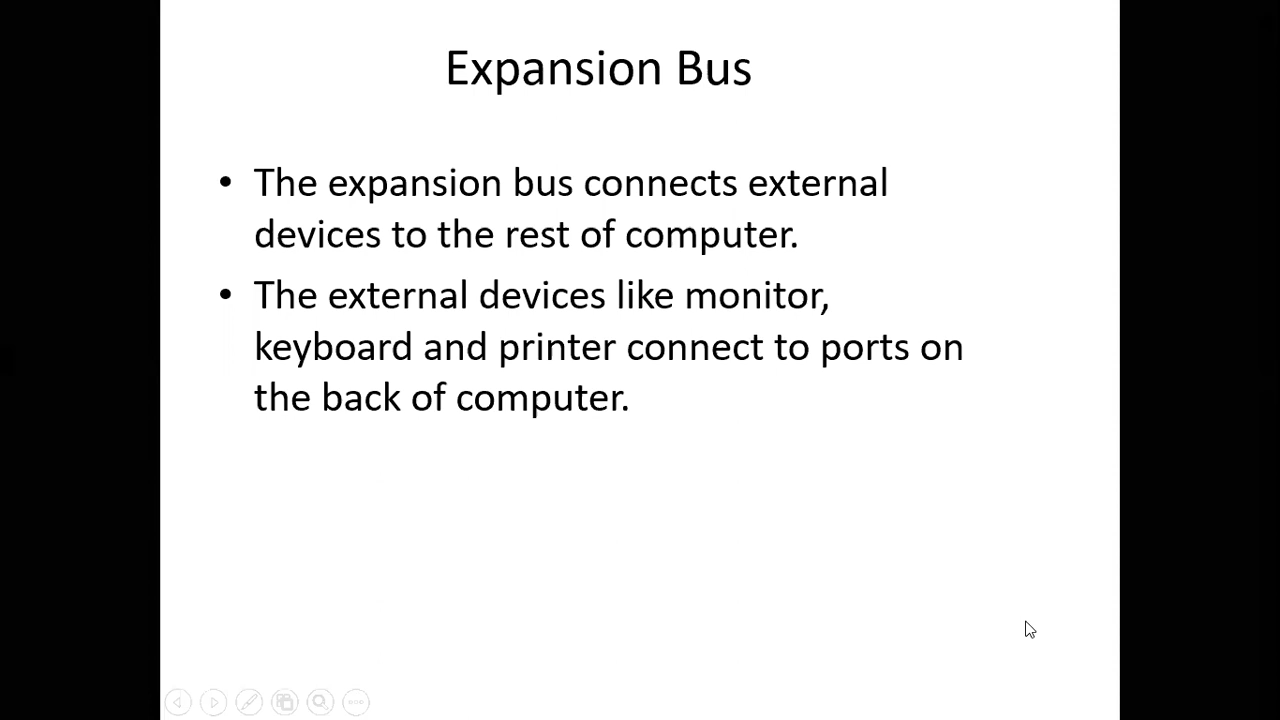 Expansion Bus
• The expansion bus connects external
devices to the rest of computer.
• The external devices like monitor,
keyboard and printer connect to ports on
the back of computer.